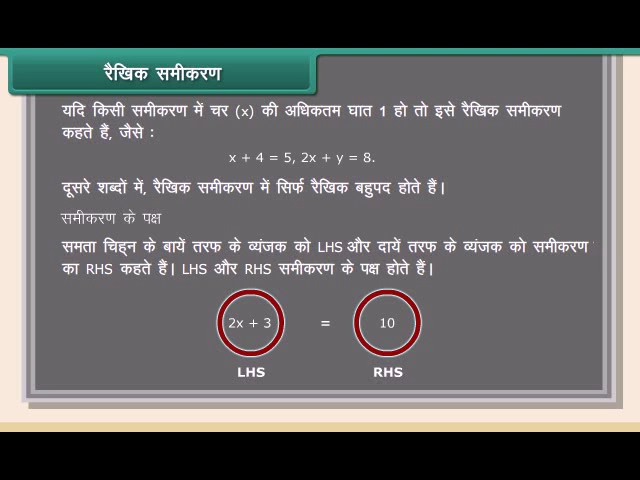 रैखिक समीकरण
यदि किसी समीकरण में चर (x) की अधिकतम घात 1 हो तो इसे रैखिक समीकरण
कहते हैं, जैसे :
x + 4 = 5, 2x + y = 8.
दूसरे शब्दों में, रैखिक समीकरण में सिर्फ रैखिक बहुपद होते हैं।
समीकरण के पक्ष
समता चिह्न के बायें तरफ के व्यंजक को LHS और दायें तरफ के व्यंजक को समीकरण
का RHS कहते हैं। LHS और RHS समीकरण के पक्ष होते हैं।
2x + 3 = 10
LHS RHS